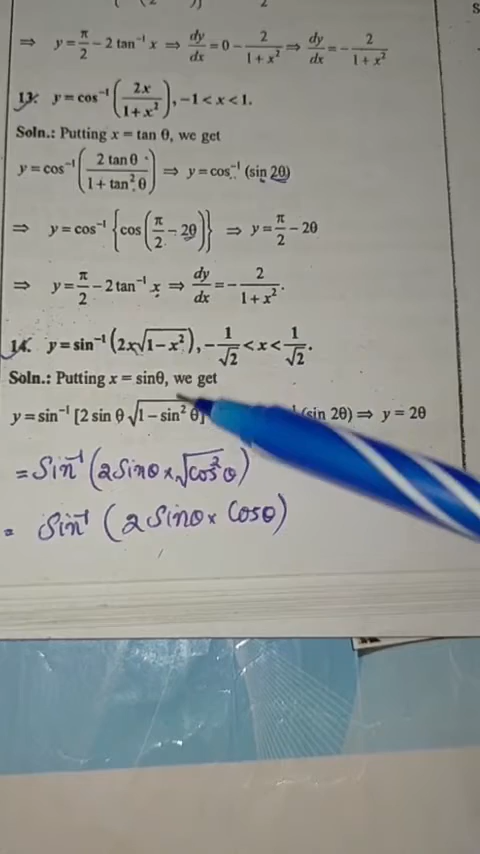 ⇒ y = π/2 − 2 tan⁻¹ x ⇒ dy/dx = 0 − 2/(1 + x²) ⇒ dy/dx = − 2/(1 + x²)
13. y = cos⁻¹ (2x/(1 + x²)), −1 < x < 1.
Soln.: Putting x = tan θ, we get
y = cos⁻¹ (2 tan θ/(1 + tan² θ)) ⇒ y = cos⁻¹ (sin 2θ)
⇒ y = cos⁻¹ {cos (π/2 − 2θ)} ⇒ y = π/2 − 2θ
⇒ y = π/2 − 2 tan⁻¹ x ⇒ dy/dx = − 2/(1 + x²).
14. y = sin⁻¹ (2x√(1 − x²)), − 1/√2 < x < 1/√2.
Soln.: Putting x = sinθ, we get
y = sin⁻¹ [2 sin θ √(1 − sin² θ)] (sin 2θ) ⇒ y = 2θ
= Sin⁻¹ (2 Sinθ × √(Cos² θ))
= Sin⁻¹ (2 Sinθ × Cosθ)